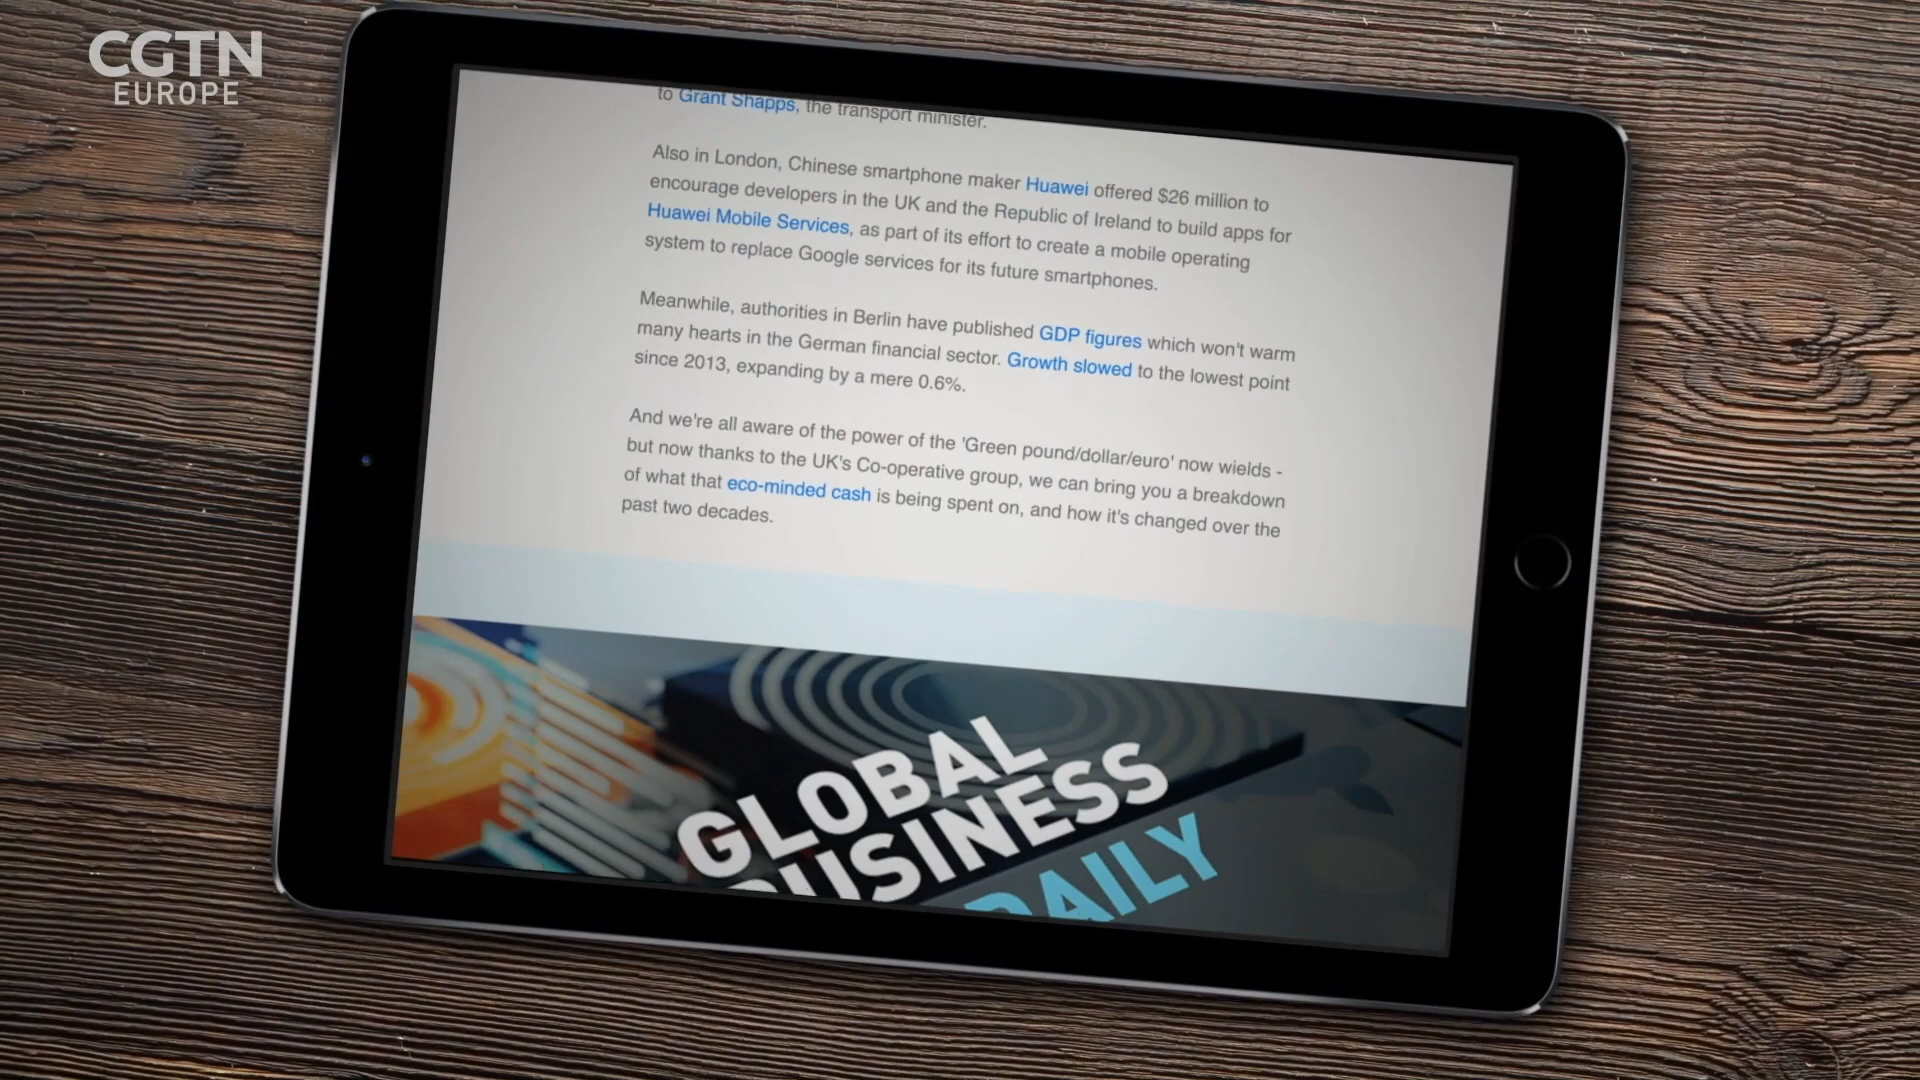 CGTN
EUROPE
to Grant Shapps, the transport minister.
Also in London, Chinese smartphone maker Huawei offered $26 million to
encourage developers in the UK and the Republic of Ireland to build apps for
Huawei Mobile Services, as part of its effort to create a mobile operating
system to replace Google services for its future smartphones.
Meanwhile, authorities in Berlin have published GDP figures which won't warm
many hearts in the German financial sector. Growth slowed to the lowest point
since 2013, expanding by a mere 0.6%.
And we're all aware of the power of the 'Green pound/dollar/euro' now wields -
but now thanks to the UK's Co-operative group, we can bring you a breakdown
of what that eco-minded cash is being spent on, and how it's changed over the
past two decades.
GLOBAL
BUSINESS
DAILY